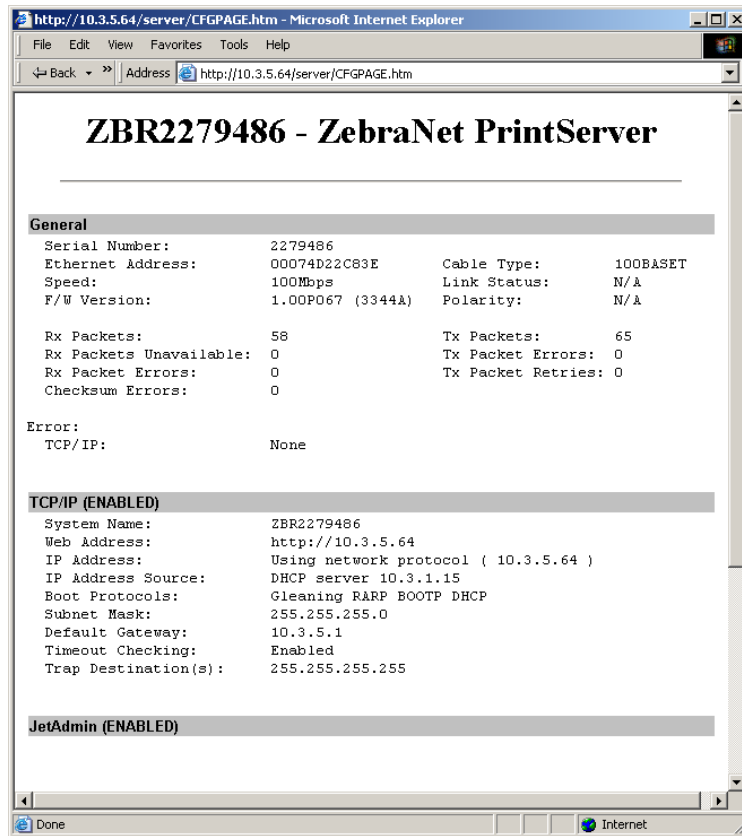 http://10.3.5.64/server/CFGPAGE.htm - Microsoft Internet Explorer
File Edit View Favorites Tools Help
Back » Address http://10.3.5.64/server/CFGPAGE.htm
ZBR2279486 - ZebraNet PrintServer
General
Serial Number: 2279486
Ethernet Address: 00074D22C83E Cable Type: 100BASET
Speed: 100Mbps Link Status: N/A
F/W Version: 1.00P067 (3344A) Polarity: N/A
Rx Packets: 58 Tx Packets: 65
Rx Packets Unavailable: 0 Tx Packet Errors: 0
Rx Packet Errors: 0 Tx Packet Retries: 0
Checksum Errors: 0
Error:
TCP/IP: None
TCP/IP (ENABLED)
System Name: ZBR2279486
Web Address: http://10.3.5.64
IP Address: Using network protocol ( 10.3.5.64 )
IP Address Source: DHCP server 10.3.1.15
Boot Protocols: Gleaning RARP BOOTP DHCP
Subnet Mask: 255.255.255.0
Default Gateway: 10.3.5.1
Timeout Checking: Enabled
Trap Destination(s): 255.255.255.255
JetAdmin (ENABLED)
Done Internet